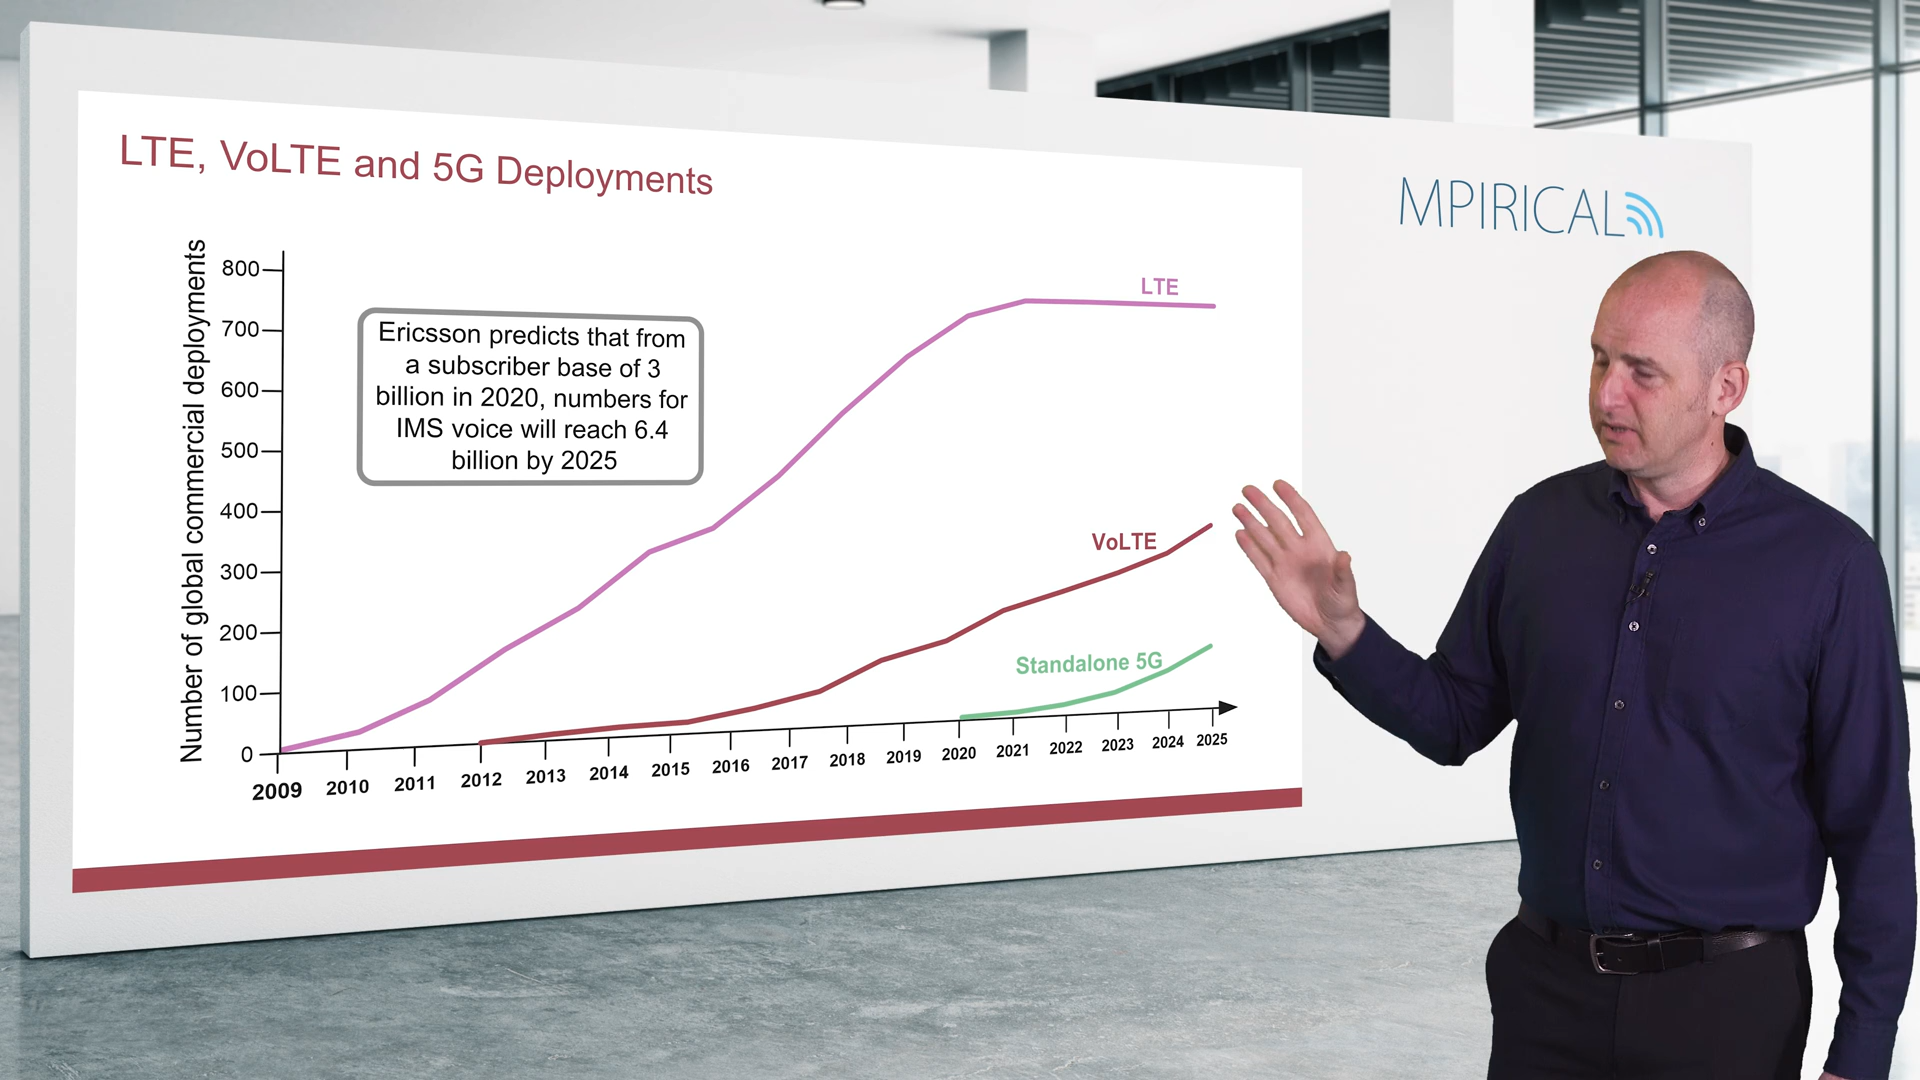 LTE, VoLTE and 5G Deployments
MPIRICAL
Number of global commercial deployments
800
700
600
500
400
300
200
100
0
Ericsson predicts that from
a subscriber base of 3
billion in 2020, numbers for
IMS voice will reach 6.4
billion by 2025
LTE
VoLTE
Standalone 5G
2009 2010 2011 2012 2013 2014 2015 2016 2017 2018 2019 2020 2021 2022 2023 2024 2025